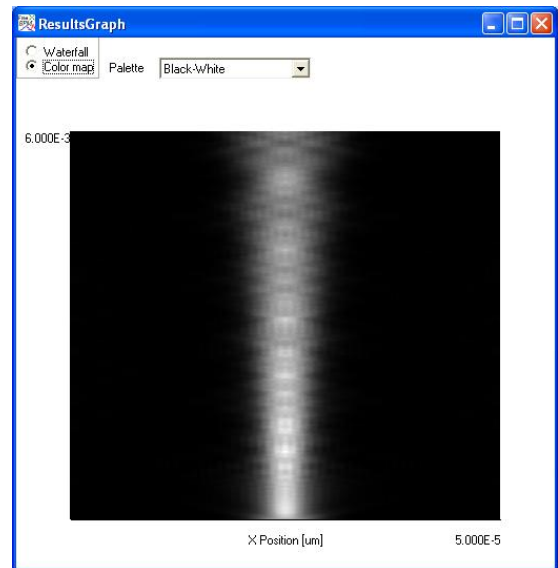 ResultsGraph
Waterfall
Color map
Palette
Black-White
6.000E-3
X Position [um]
5.000E-5